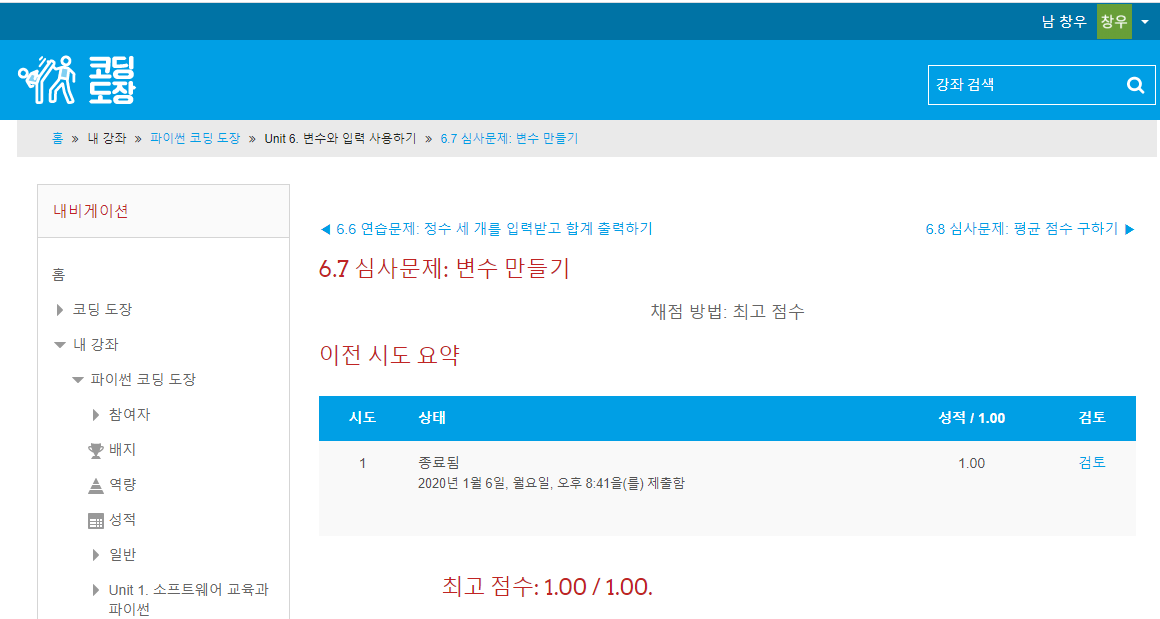 남 창우 창우
코딩
도장
강좌 검색
홈 » 내 강좌 » 파이썬 코딩 도장 » Unit 6. 변수와 입력 사용하기 » 6.7 심사문제: 변수 만들기
내비게이션
홈
코딩 도장
내 강좌
파이썬 코딩 도장
참여자
배지
역량
성적
일반
Unit 1. 소프트웨어 교육과
파이썬
◀ 6.6 연습문제: 정수 세 개를 입력받고 합계 출력하기
6.8 심사문제: 평균 점수 구하기 ▶
6.7 심사문제: 변수 만들기
채점 방법: 최고 점수
이전 시도 요약
시도 상태 성적 / 1.00 검토
1 종료됨 1.00 검토
2020년 1월 6일, 월요일, 오후 8:41을(를) 제출함
최고 점수: 1.00 / 1.00.